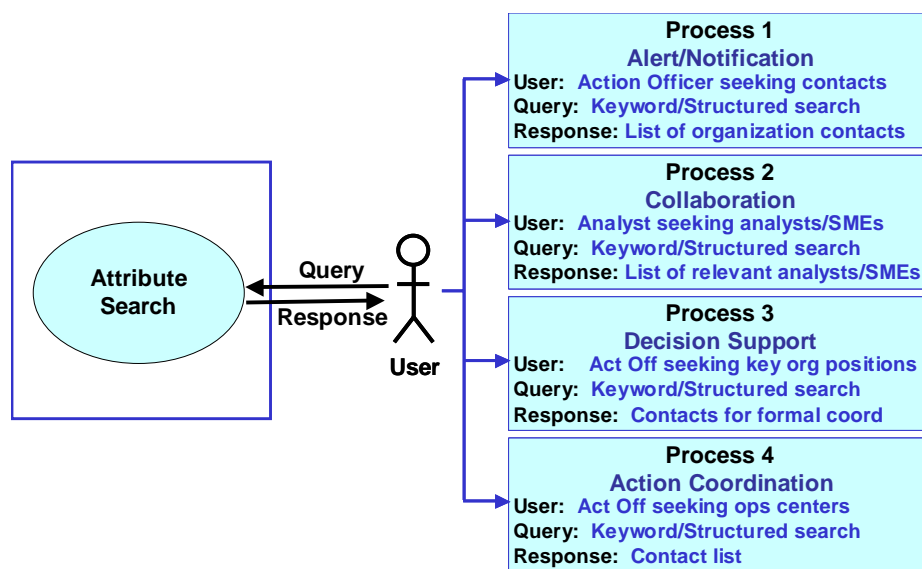 Attribute
Search
Query
Response
User
Process 1
Alert/Notification
User: Action Officer seeking contacts
Query: Keyword/Structured search
Response: List of organization contacts
Process 2
Collaboration
User: Analyst seeking analysts/SMEs
Query: Keyword/Structured search
Response: List of relevant analysts/SMEs
Process 3
Decision Support
User: Act Off seeking key org positions
Query: Keyword/Structured search
Response: Contacts for formal coord
Process 4
Action Coordination
User: Act Off seeking ops centers
Query: Keyword/Structured search
Response: Contact list